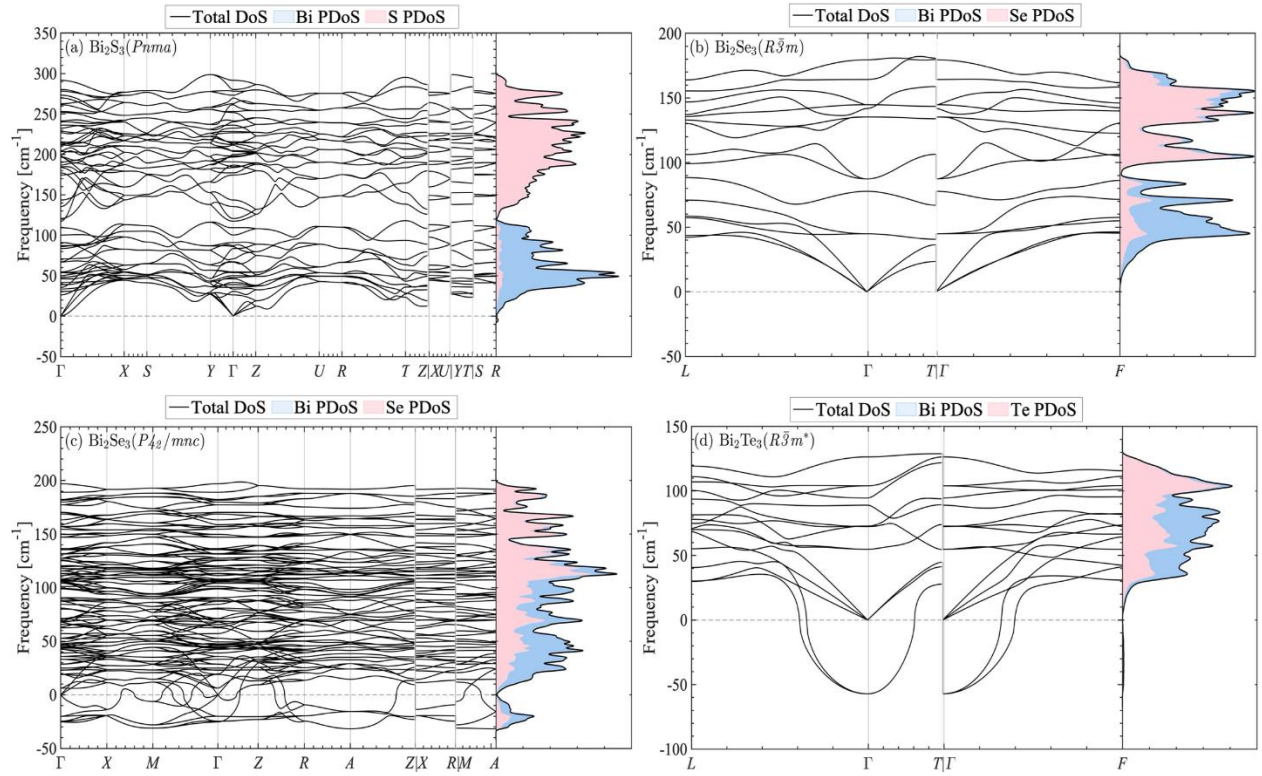 Total DoS Bi PDoS S PDoS
(a) Bi₂S₃(Pnma)
Frequency [cm⁻¹]
350
300
250
200
150
100
50
0
-50
Γ X S Y Γ Z U R T Z|X U|Y T|S R
Total DoS Bi PDoS Se PDoS
(b) Bi₂Se₃(R3̄m)
Frequency [cm⁻¹]
200
150
100
50
0
-50
L Γ T|Γ F
Total DoS Bi PDoS Se PDoS
(c) Bi₂Se₃(P4̄₂/mnc)
Frequency [cm⁻¹]
250
200
150
100
50
0
-50
Γ X M Γ Z R A Z|X R|M A
Total DoS Bi PDoS Te PDoS
(d) Bi₂Te₃(R3̄m*)
Frequency [cm⁻¹]
150
100
50
0
-50
-100
L Γ T|Γ F